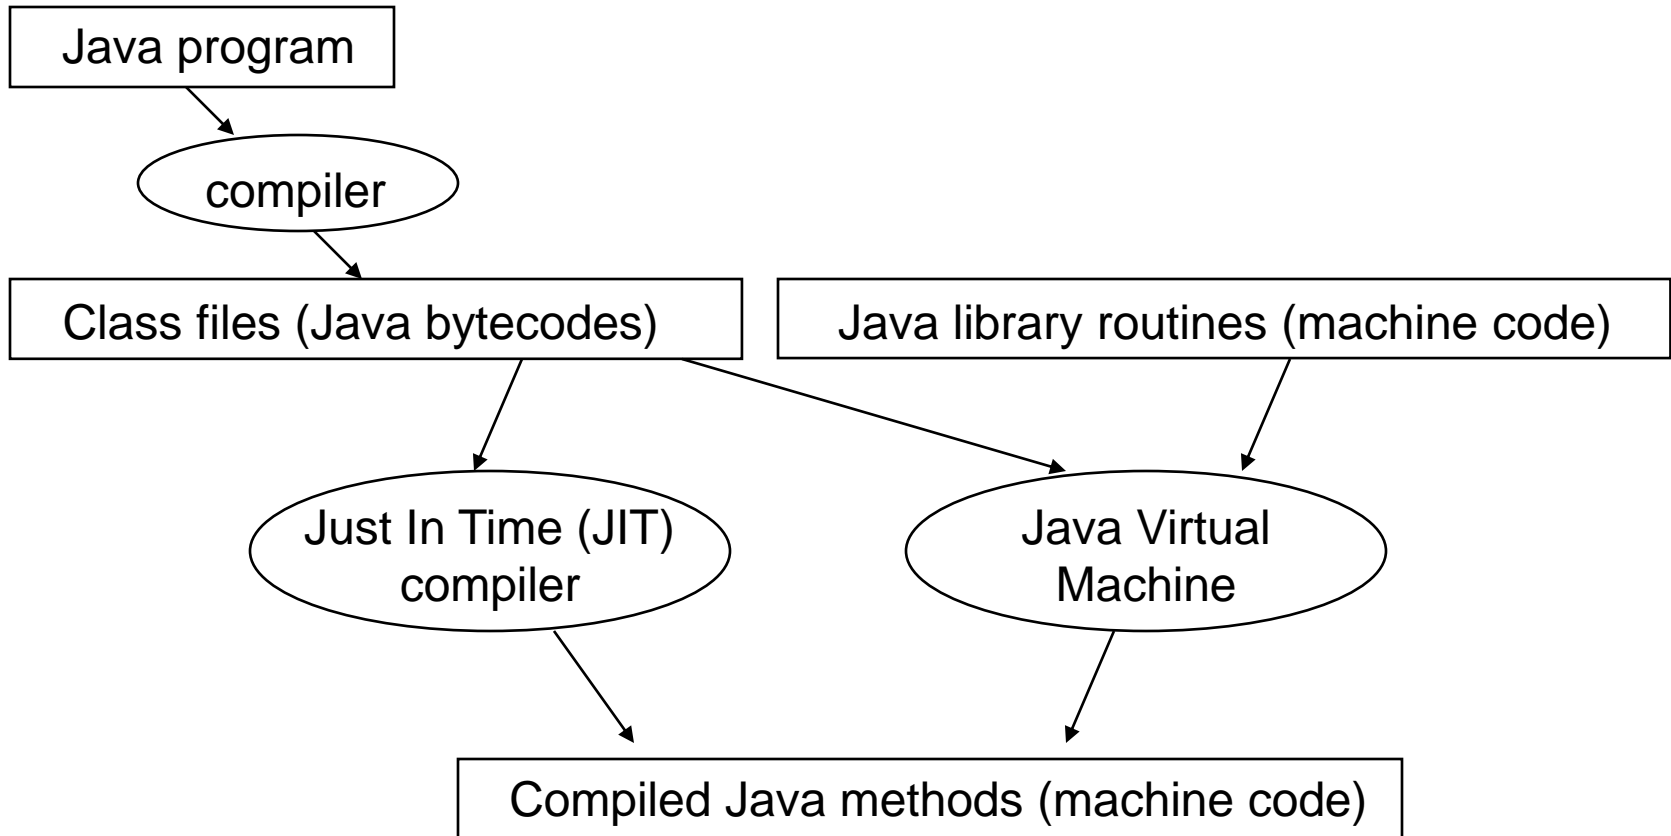 Java program
compiler
Class files (Java bytecodes)
Java library routines (machine code)
Just In Time (JIT)
compiler
Java Virtual
Machine
Compiled Java methods (machine code)